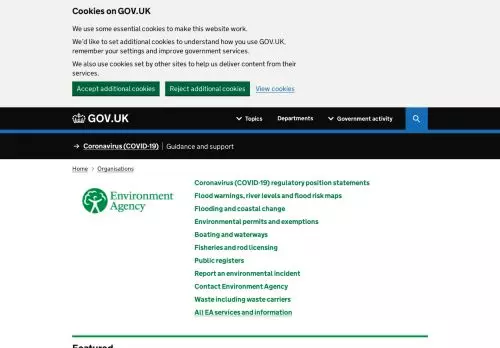 Cookies on GOV.UK
We use some essential cookies to make this website work.
We'd like to set additional cookies to understand how you use GOV.UK,
remember your settings and improve government services.
We also use cookies set by other sites to help us deliver content from their
services.
Accept additional cookies Reject additional cookies View cookies
GOV.UK Topics Departments Government activity
→ Coronavirus (COVID-19) Guidance and support
Home > Organisations
Environment
Agency
Coronavirus (COVID-19) regulatory position statements
Flood warnings, river levels and flood risk maps
Flooding and coastal change
Environmental permits and exemptions
Boating and waterways
Fisheries and rod licensing
Public registers
Report an environmental incident
Contact Environment Agency
Waste including waste carriers
All EA services and information
Featured